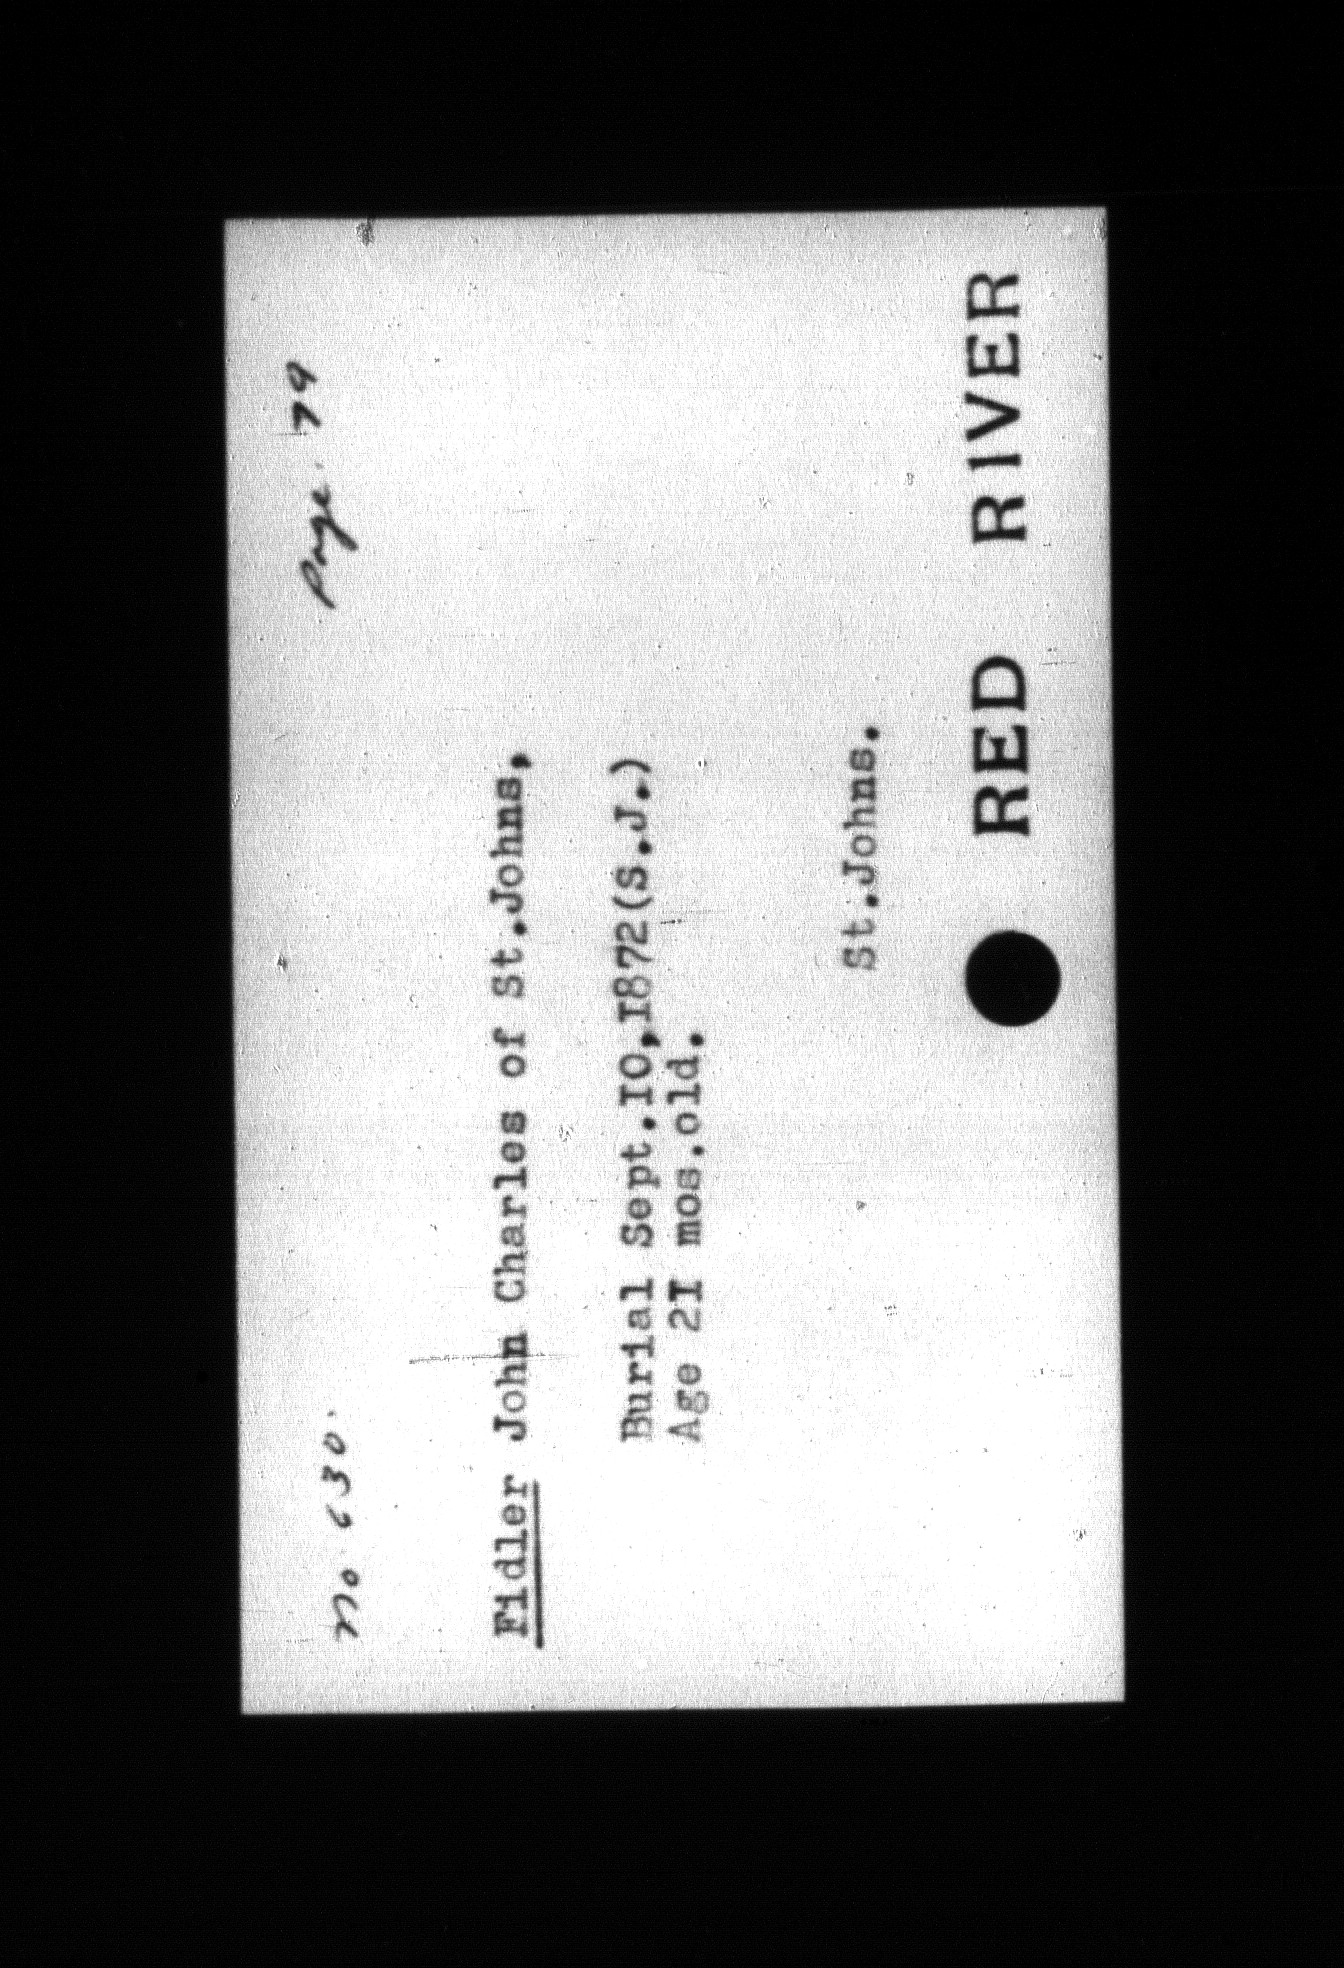 No 630.
Page. 79
Fidler John Charles of St.Johns,
Burial Sept.IO,I872(S.J.)
Age 2I mos.old.
St.Johns.
RED RIVER